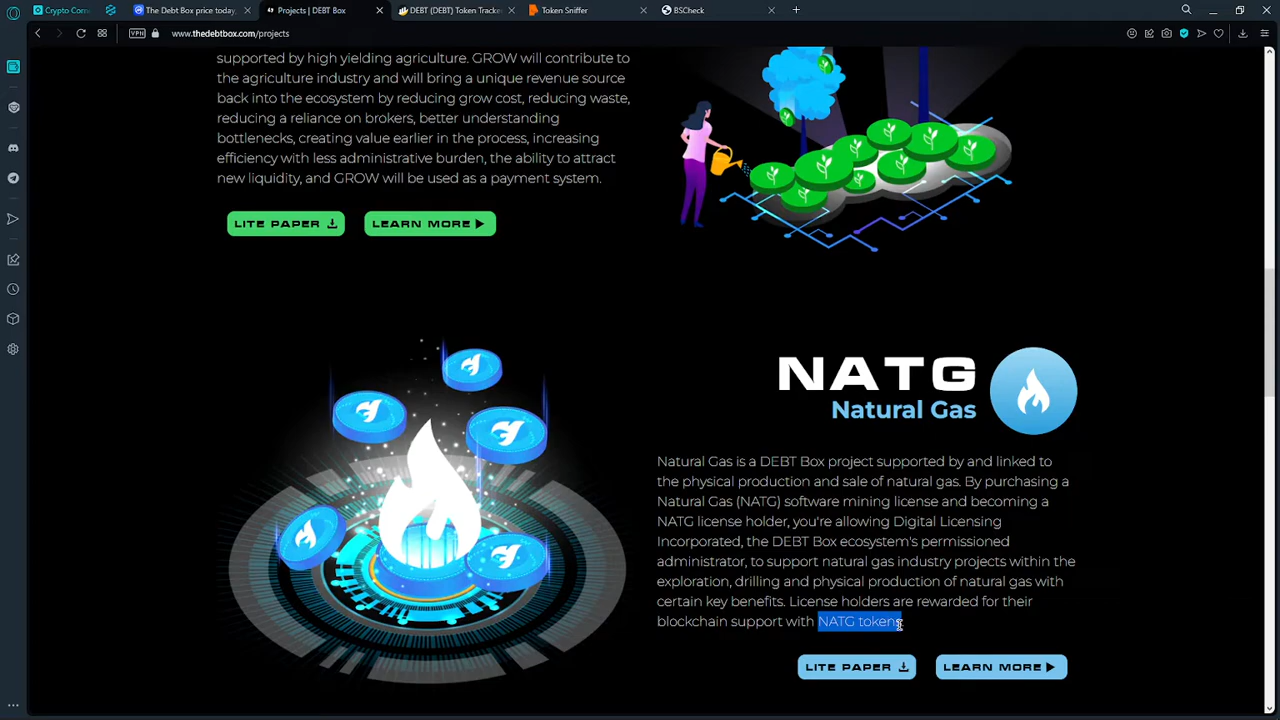 Crypto Corne
The Debt Box price today,
Projects | DEBT Box
DEBT (DEBT) Token Tracke
Token Sniffer
BSCheck
VPN
www.thedebtbox.com/projects
supported by high yielding agriculture. GROW will contribute
to the agriculture industry and will bring a unique revenue source
back into the ecosystem by reducing grow cost, reducing waste,
reducing a reliance on brokers, better understanding
bottlenecks, creating value earlier in the process, increasing
efficiency with less administrative burden, the ability to attract
new liquidity, and GROW will be used as a payment system.
LITE PAPER
LEARN MORE
NATG
Natural Gas
Natural Gas is a DEBT Box project supported by and linked to
the physical production and sale of natural gas. By purchasing a
Natural Gas (NATG) software mining license and becoming a
NATG license holder, you're allowing Digital Licensing
Incorporated, the DEBT Box ecosystem's permissioned
administrator, to support natural gas industry projects within the
exploration, drilling and physical production of natural gas with
certain key benefits. License holders are rewarded for their
blockchain support with NATG tokens
LITE PAPER
LEARN MORE